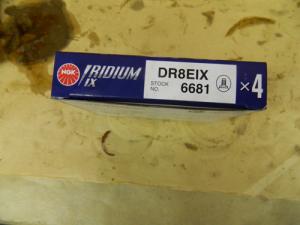 NGK
IRIDIUM
IX
DR8EIX
STOCK
NO. 6681
×4